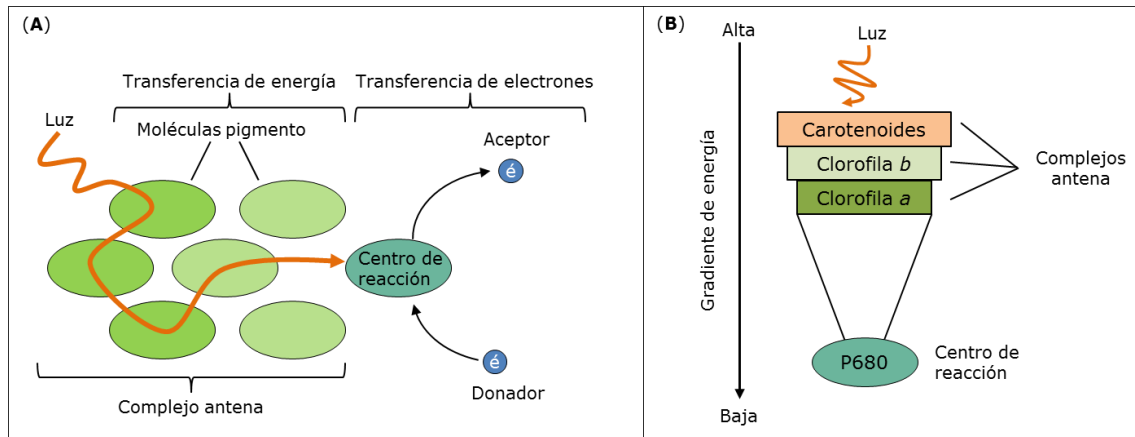 (A)
Transferencia de energía
Transferencia de electrones
Luz
Moléculas pigmento
Aceptor
é
Centro de
reacción
é
Donador
Complejo antena
(B)
Alta
Luz
Gradiente de energía
Carotenoides
Clorofila b
Clorofila a
Complejos
antena
P680
Centro de
reacción
Baja